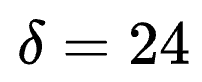 δ = 24